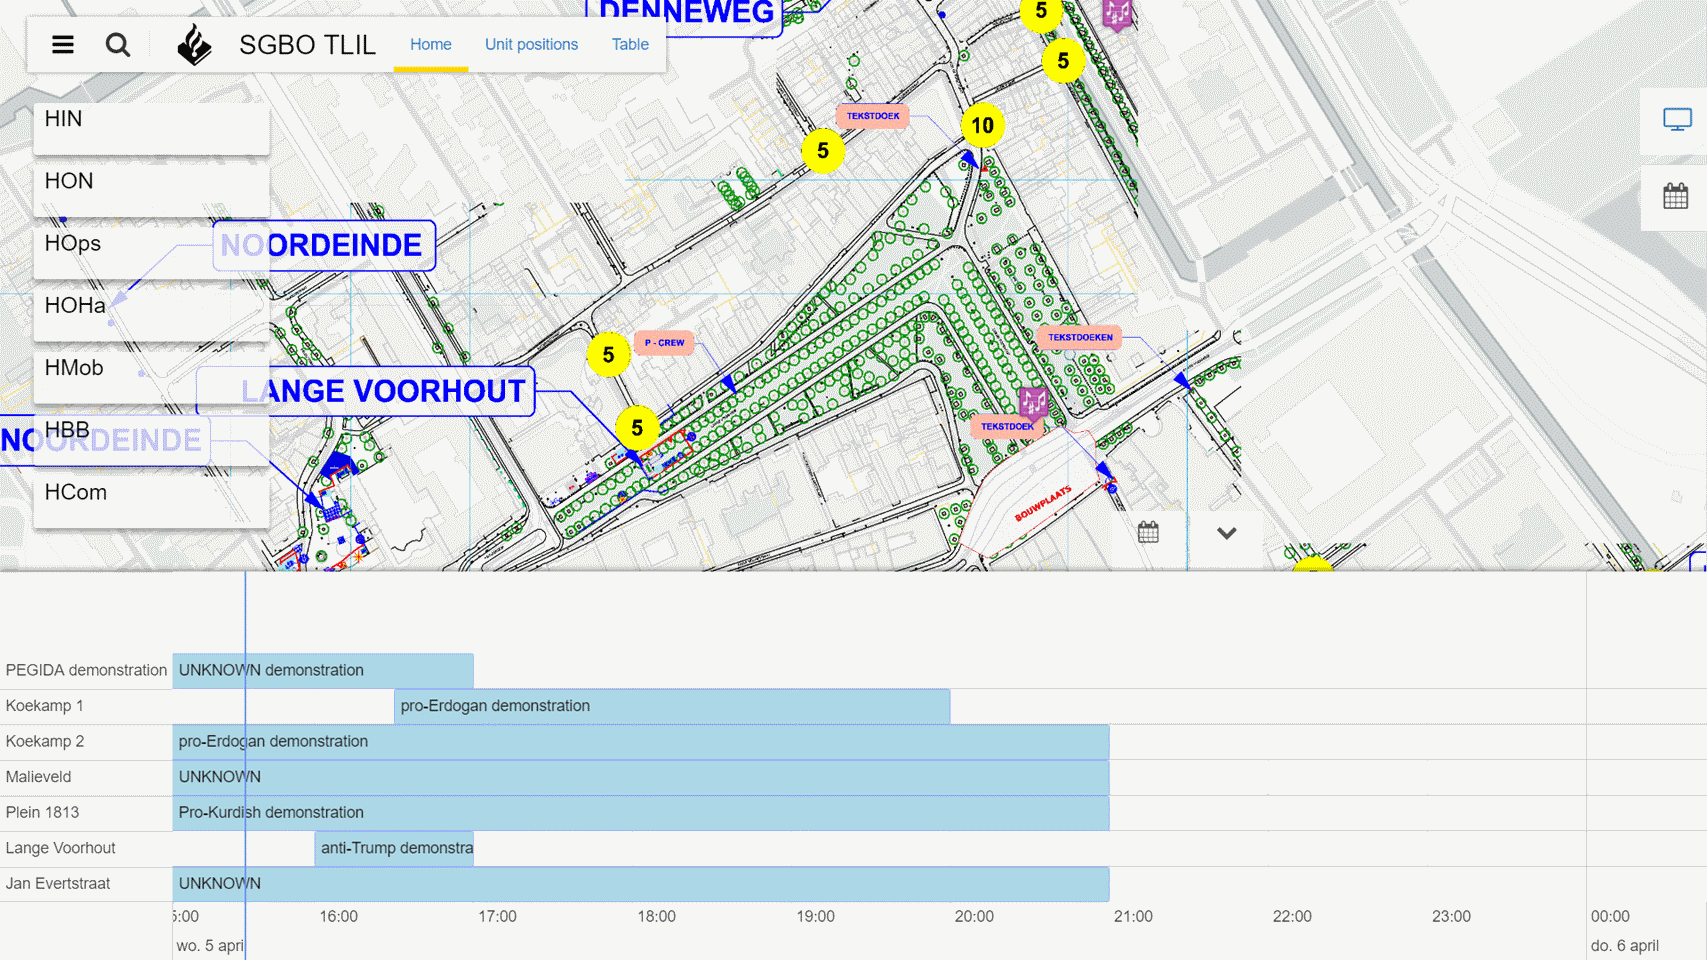 DENNEWEG
SGBO TLIL
Home
Unit positions
Table
5
5
10
5
TEKSTDOEK
HIN
HON
HOps
HOHa
HMob
HBB
HCom
NOORDEINDE
5
P - CREW
TEKSTDOEKEN
LANGE VOORHOUT
5
TEKSTDOEK
NOORDEINDE
BOUWPLAATS
PEGIDA demonstration
UNKNOWN demonstration
Koekamp 1
pro-Erdogan demonstration
Koekamp 2
pro-Erdogan demonstration
Malieveld
UNKNOWN
Plein 1813
Pro-Kurdish demonstration
Lange Voorhout
anti-Trump demonstra
Jan Evertstraat
UNKNOWN
5:00
16:00
17:00
18:00
19:00
20:00
21:00
22:00
23:00
00:00
wo. 5 april
do. 6 april